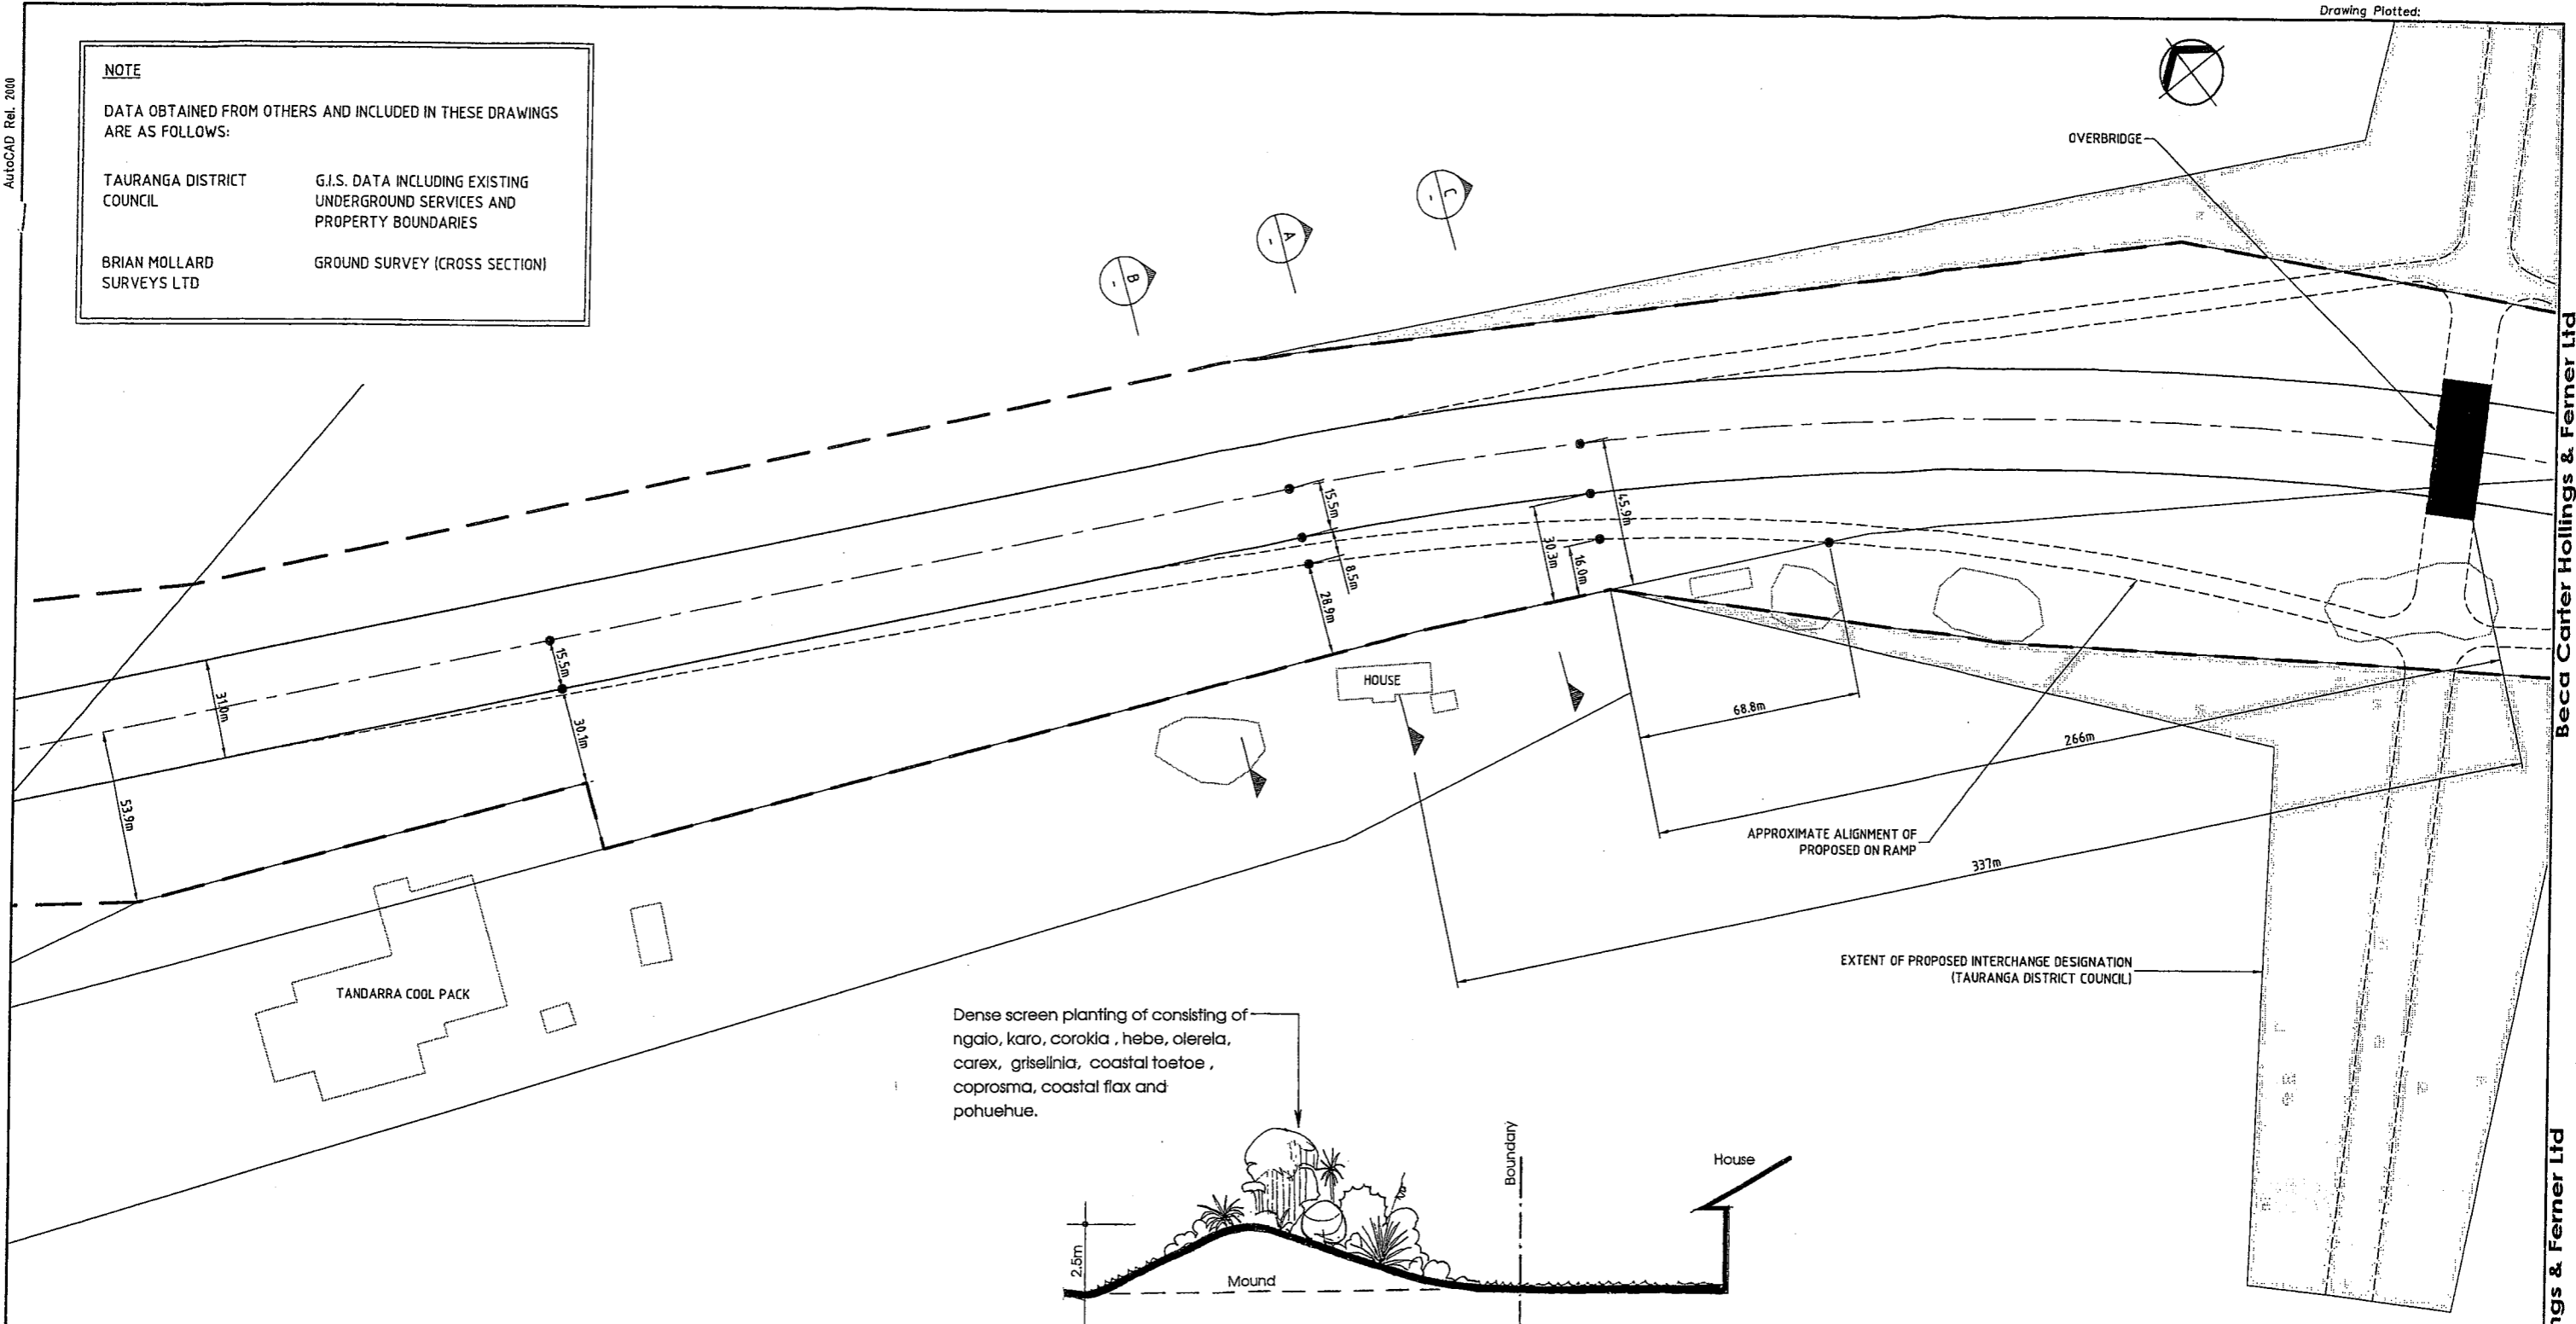 Drawing Plotted:
AutoCAD Rel. 2000
NOTE
DATA OBTAINED FROM OTHERS AND INCLUDED IN THESE DRAWINGS
ARE AS FOLLOWS:
TAURANGA DISTRICT
COUNCIL
G.I.S. DATA INCLUDING EXISTING
UNDERGROUND SERVICES AND
PROPERTY BOUNDARIES
BRIAN MOLLARD
SURVEYS LTD
GROUND SURVEY (CROSS SECTION)
B
-
A
-
C
-
OVERBRIDGE
15.5m
8.5m
28.9m
45.9m
30.3m
16.0m
15.5m
30.1m
31.0m
53.9m
HOUSE
68.8m
266m
337m
APPROXIMATE ALIGNMENT OF
PROPOSED ON RAMP
EXTENT OF PROPOSED INTERCHANGE DESIGNATION
(TAURANGA DISTRICT COUNCIL)
TANDARRA COOL PACK
Dense screen planting of consisting of
ngaio, karo, corokia , hebe, olerela,
carex, griselinia, coastal toetoe ,
coprosma, coastal flax and
pohuehue.
2.5m
Mound
Boundary
House
Beca Carter Hollings & Ferner Ltd
ngs & Ferner Ltd